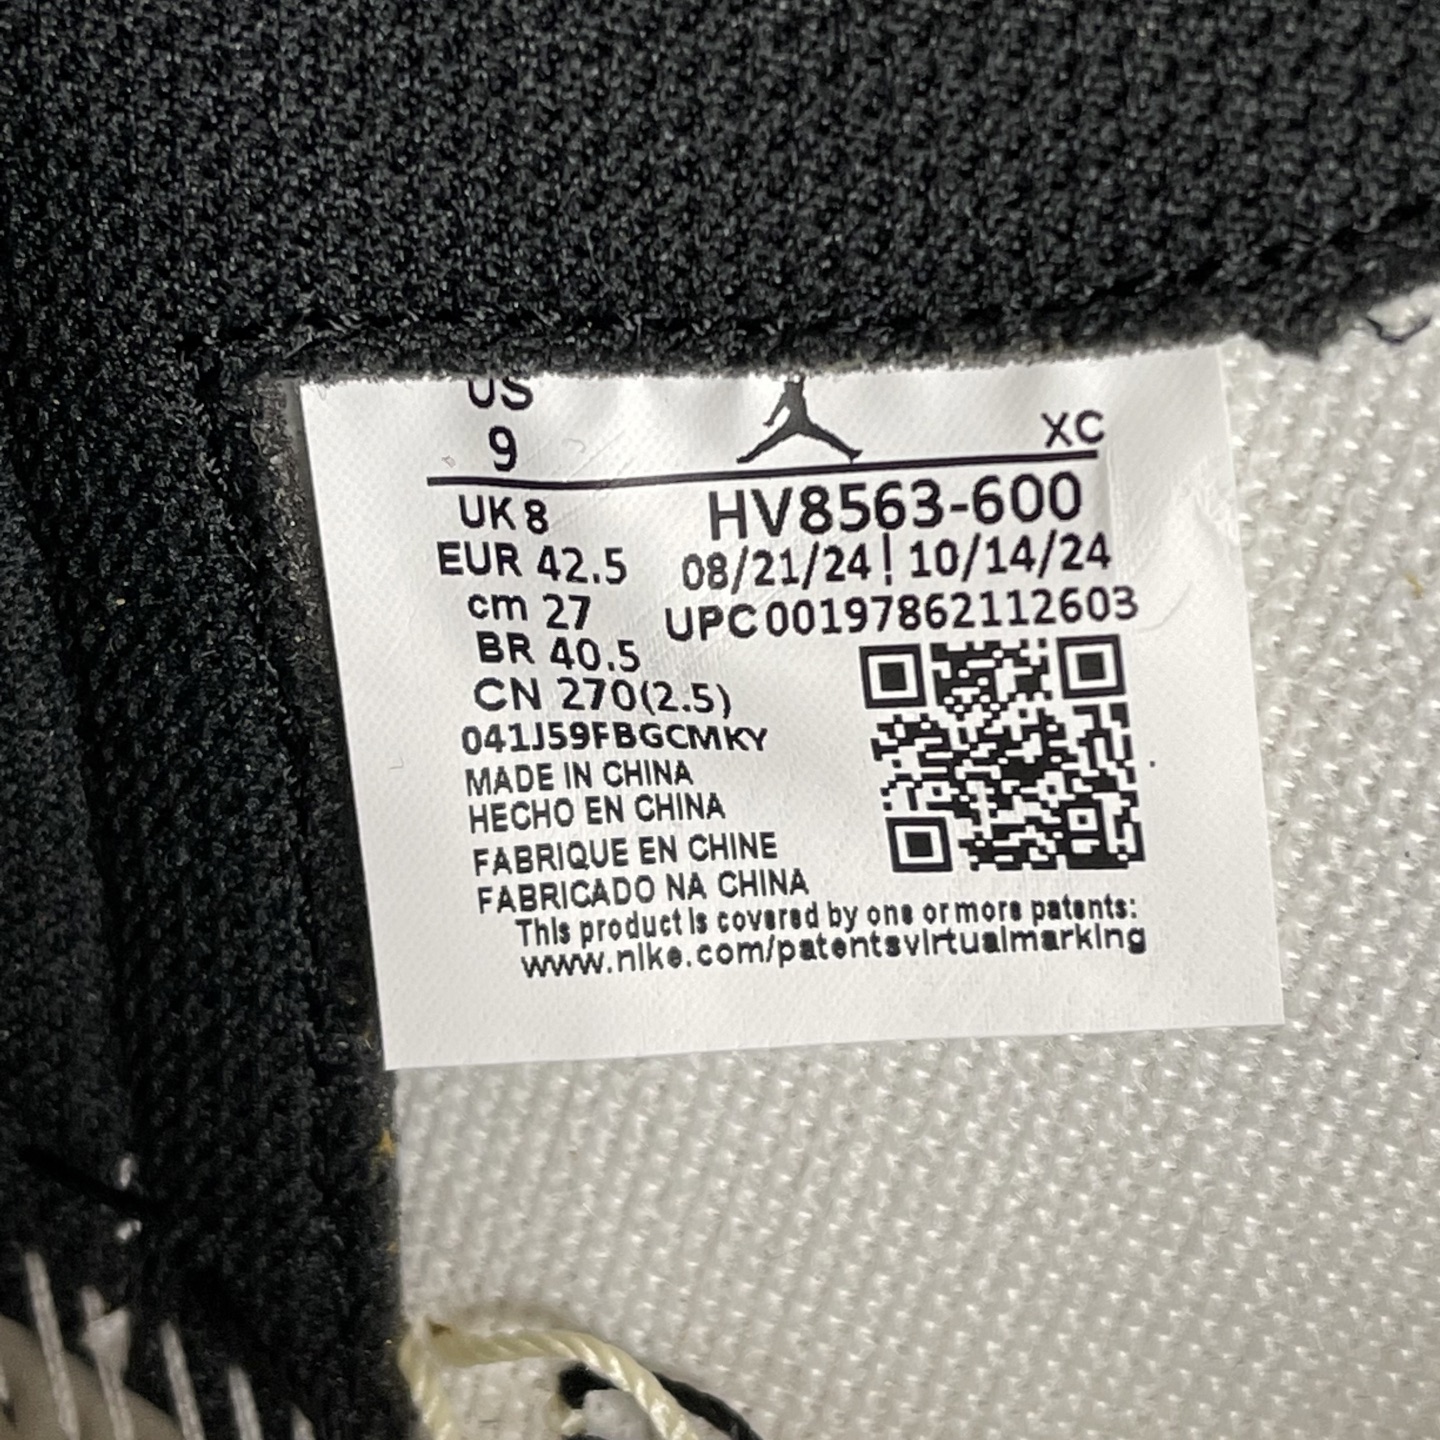 US
9
XC
UK 8
HV8563-600
EUR 42.5
08/21/24 | 10/14/24
cm 27
UPC00197862112603
BR 40.5
CN 270(2.5)
041J59FBGCMKY
MADE IN CHINA
HECHO EN CHINA
FABRIQUE EN CHINE
FABRICADO NA CHINA
This product is covered by one or more patents:
www.nike.com/patentsvirtualmarking